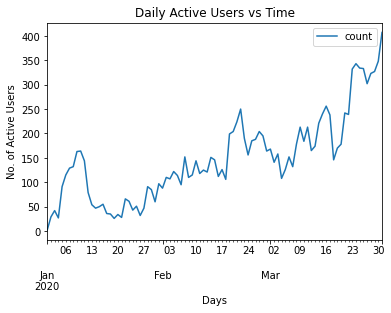 Daily Active Users vs Time
count
400
350
300
250
200
150
100
50
0
No. of Active Users
06 13 20 27 03 10 17 24 02 09 16 23 30
Jan Feb Mar
2020
Days